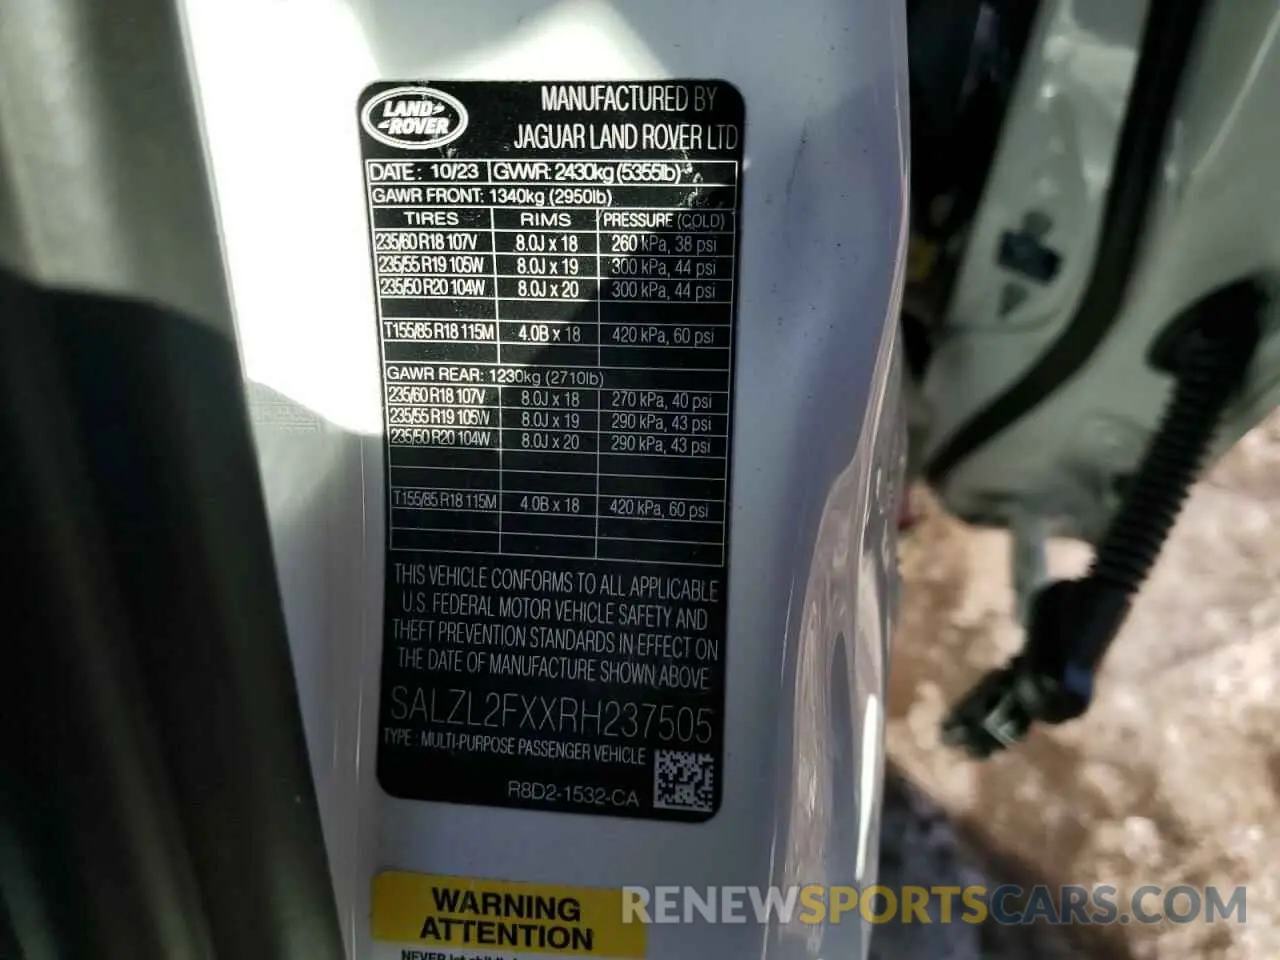 LAND
ROVER
MANUFACTURED BY
JAGUAR LAND ROVER LTD
DATE: 10/23 GVWR: 2430kg (5355lb)
GAWR FRONT: 1340kg (2950lb)
TIRES RIMS PRESSURE (COLD)
235/60 R18 107V 8.0J x 18 260 kPa, 38 psi
235/55 R19 105W 8.0J x 19 300 kPa, 44 psi
235/50 R20 104W 8.0J x 20 300 kPa, 44 psi
T155/85 R18 115M 4.0B x 18 420 kPa, 60 psi
GAWR REAR: 1230kg (2710lb)
235/60 R18 107V 8.0J x 18 270 kPa, 40 psi
235/55 R19 105W 8.0J x 19 290 kPa, 43 psi
235/50 R20 104W 8.0J x 20 290 kPa, 43 psi
T155/85 R18 115M 4.0B x 18 420 kPa, 60 psi
THIS VEHICLE CONFORMS TO ALL APPLICABLE
U.S. FEDERAL MOTOR VEHICLE SAFETY AND
THEFT PREVENTION STANDARDS IN EFFECT ON
THE DATE OF MANUFACTURE SHOWN ABOVE
SALZL2FXXRH237505
TYPE : MULTI-PURPOSE PASSENGER VEHICLE
R8D2-1532-CA
WARNING
ATTENTION
NEVER let
RENEWSPORTSCARS.COM